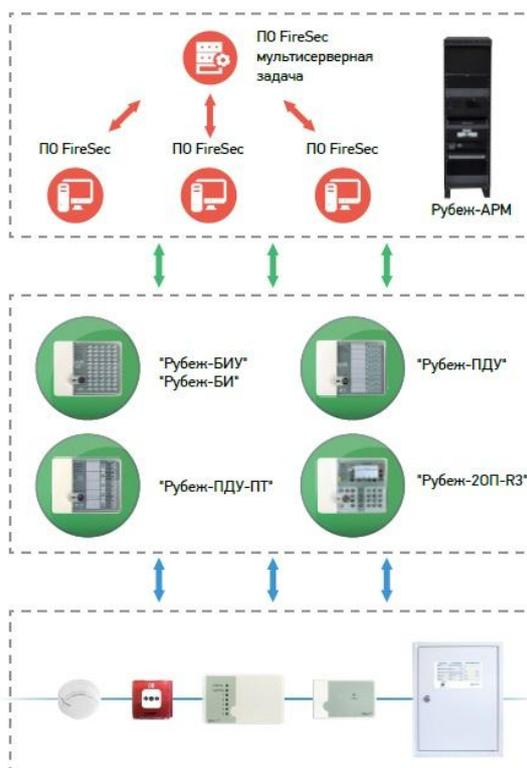 ПО FireSec
мультисерверная
задача
ПО FireSec
ПО FireSec
ПО FireSec
Рубеж-АРМ
"Рубеж-БИУ"
"Рубеж-БИ"
"Рубеж-ПДУ"
"Рубеж-ПДУ-ПТ"
"Рубеж-2ОП-R3"